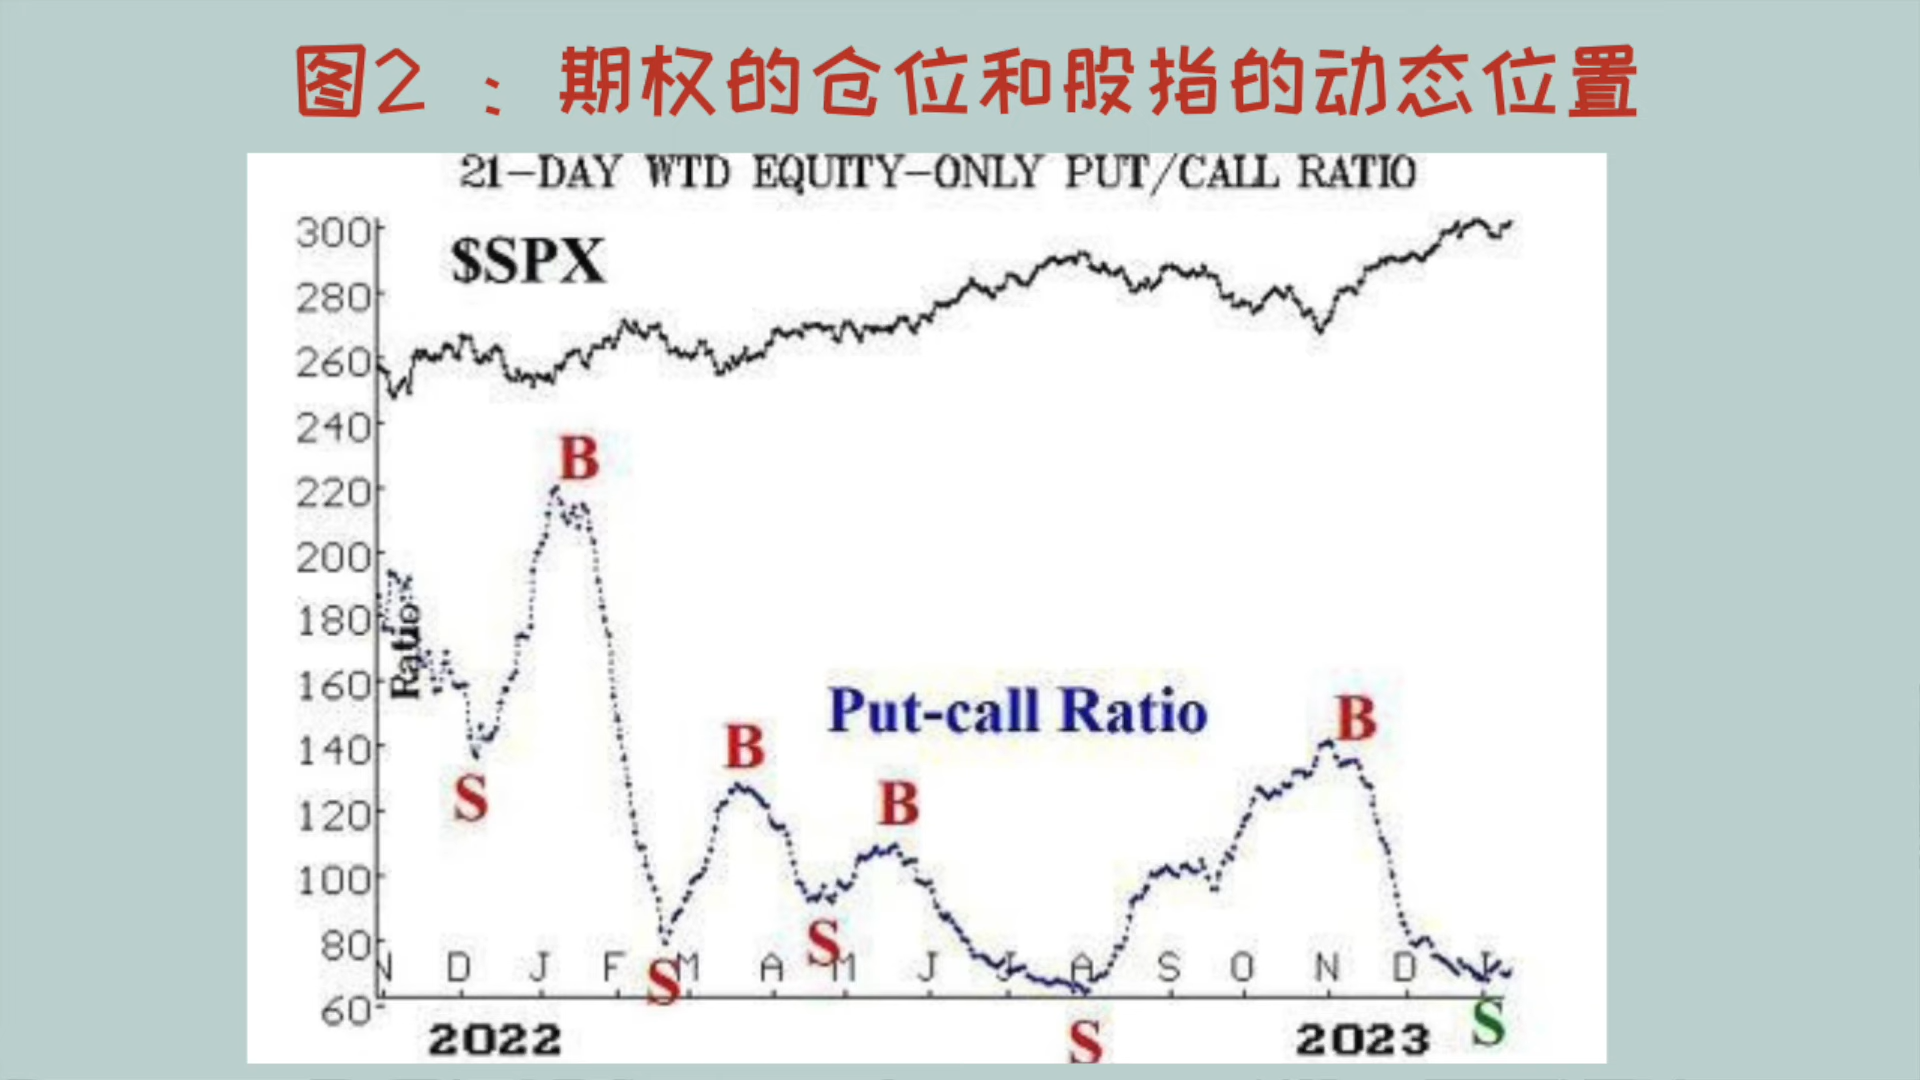 图2 : 期权的仓位和股指的动态位置
21-DAY WTD EQUITY-ONLY PUT/CALL RATIO
300
$SPX
280
260
240
B
220
200
180
Ratio
160
Put-call Ratio
B
B
140
S
B
120
100
S
80
N D J F M A M J J A S O N D J
S
60
S
S
2022
2023